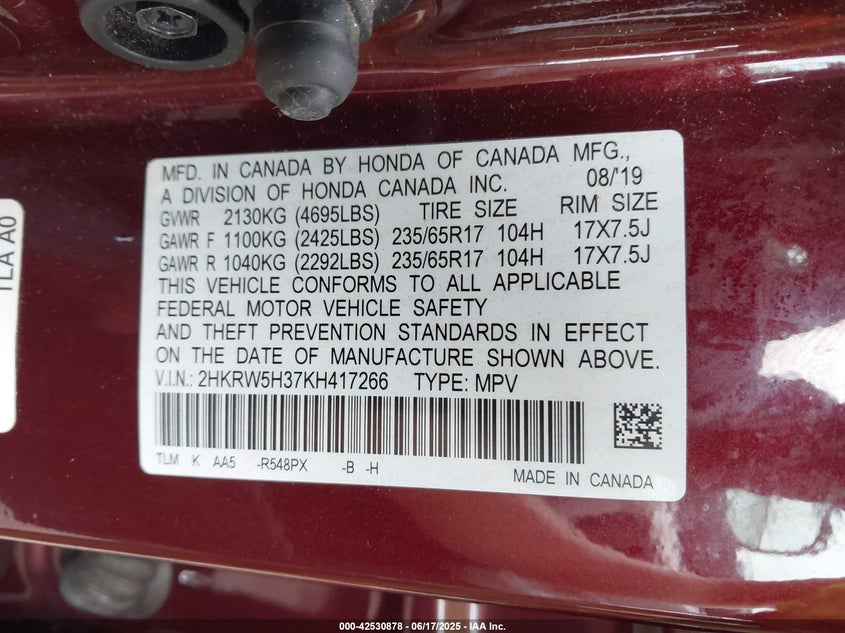 MFD. IN CANADA BY HONDA OF CANADA MFG.,
A DIVISION OF HONDA CANADA INC. 08/'19
GVWR 2130KG (4695LBS) TIRE SIZE RIM SIZE
GAWR F 1100KG (2425LBS) 235/65R17 104H 17X7.5J
GAWR R 1040KG (2292LBS) 235/65R17 104H 17X7.5J
THIS VEHICLE CONFORMS TO ALL APPLICABLE
FEDERAL MOTOR VEHICLE SAFETY
AND THEFT PREVENTION STANDARDS IN EFFECT
ON THE DATE OF MANUFACTURE SHOWN ABOVE.
V.I.N.: 2HKRW5H37KH417266 TYPE: MPV
TLM K AA5 -R548PX -B -H
MADE IN CANADA
TLA A0
000-42530878 - 06/17/2025 - IAA Inc.